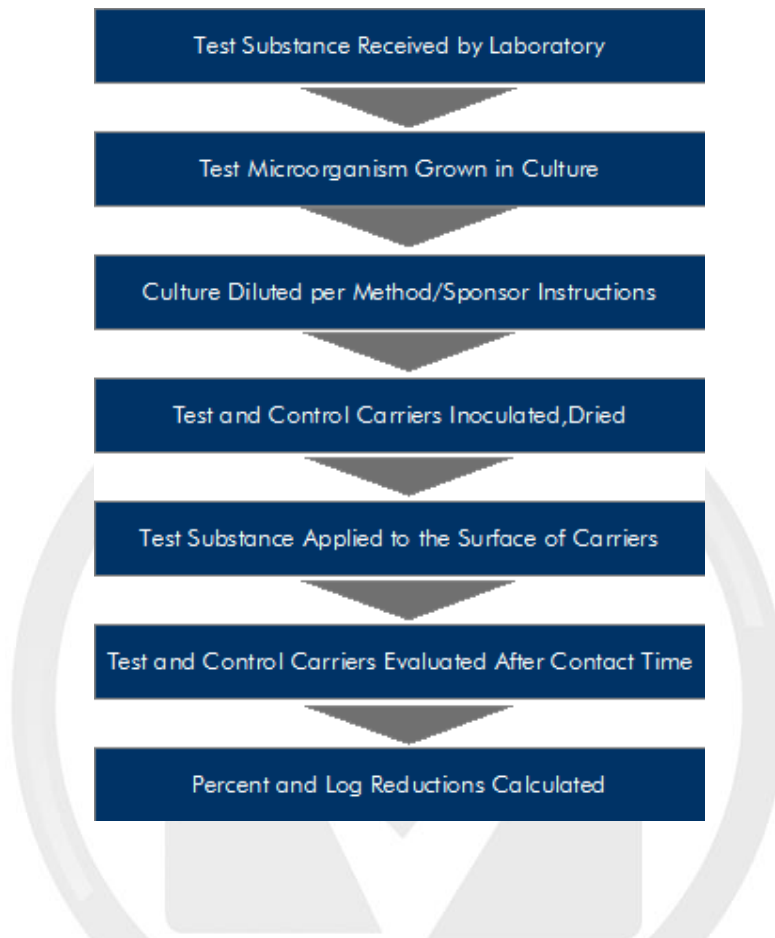 Test Substance Received by Laboratory
Test Microorganism Grown in Culture
Culture Diluted per Method/Sponsor Instructions
Test and Control Carriers Inoculated,Dried
Test Substance Applied to the Surface of Carriers
Test and Control Carriers Evaluated After Contact Time
Percent and Log Reductions Calculated